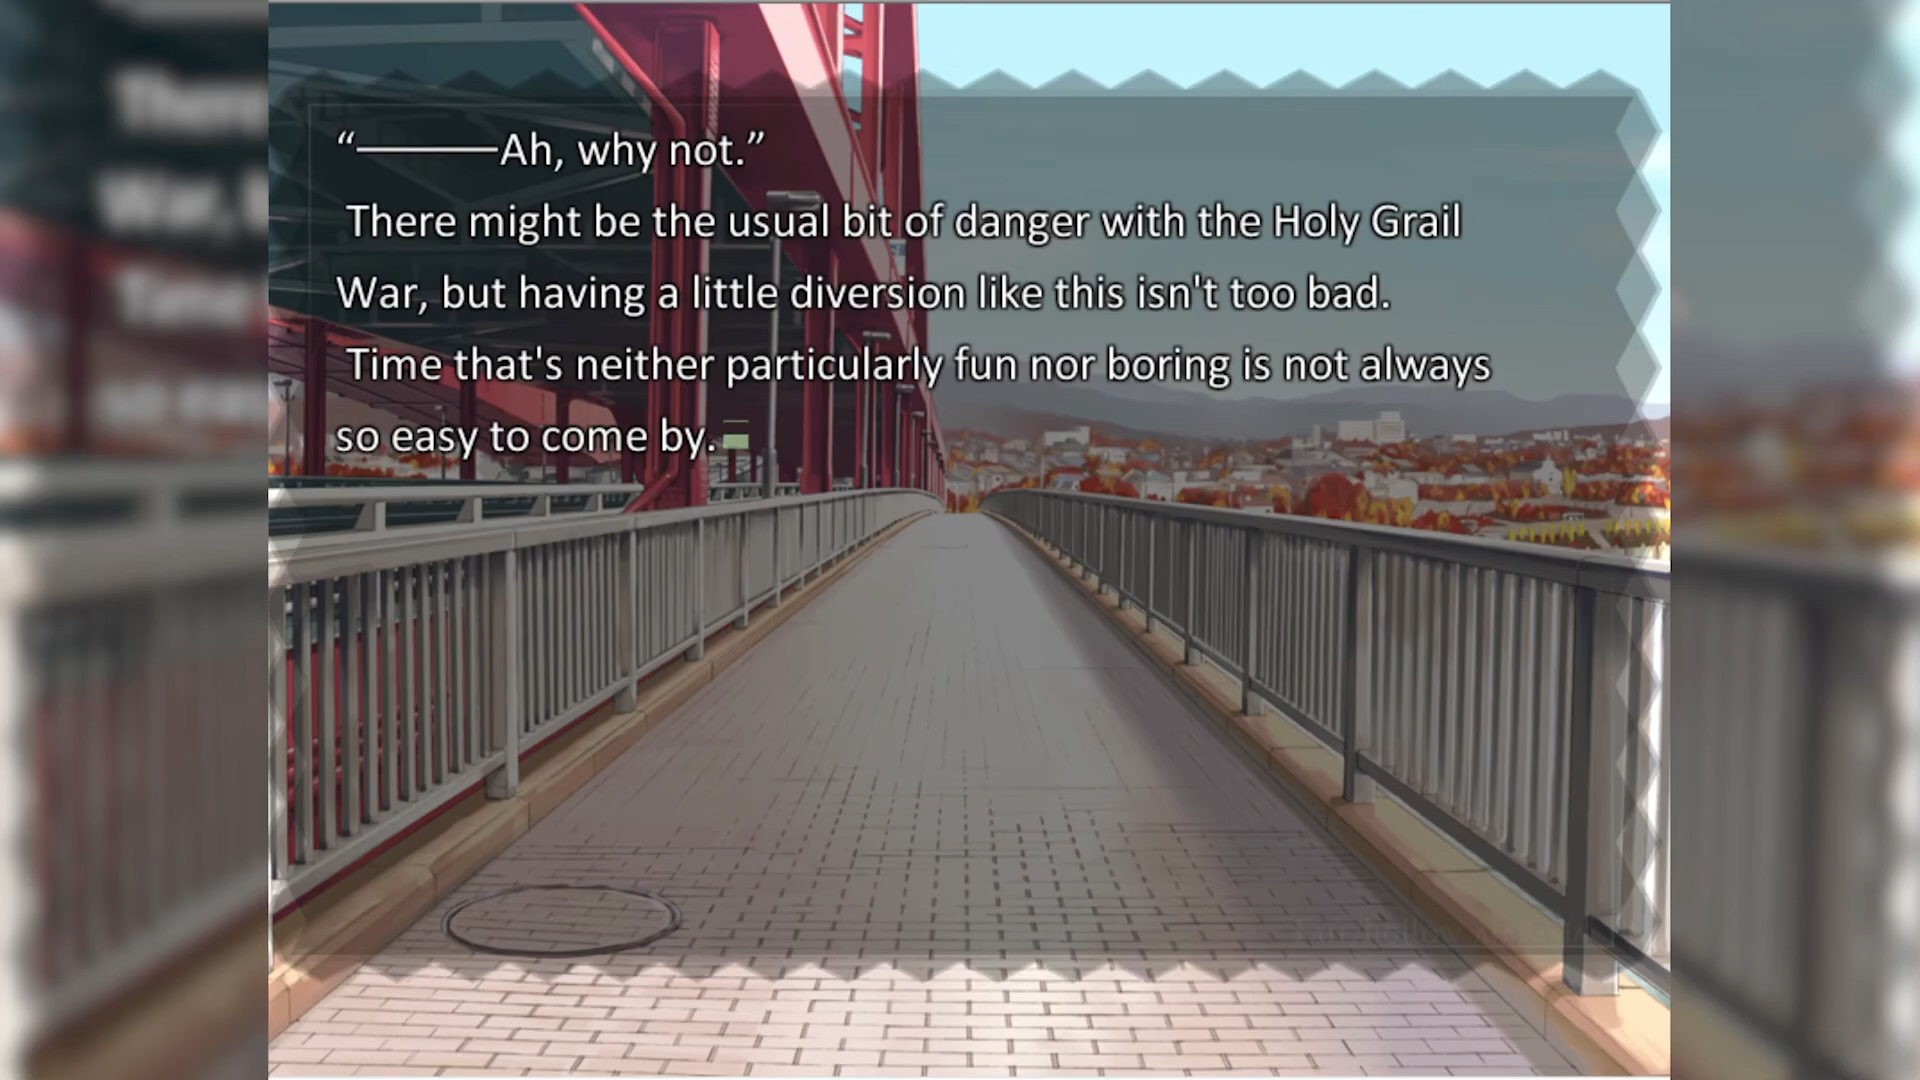 “————Ah, why not.”
There might be the usual bit of danger with the Holy Grail
War, but having a little diversion like this isn't too bad.
Time that's neither particularly fun nor boring is not always
so easy to come by.